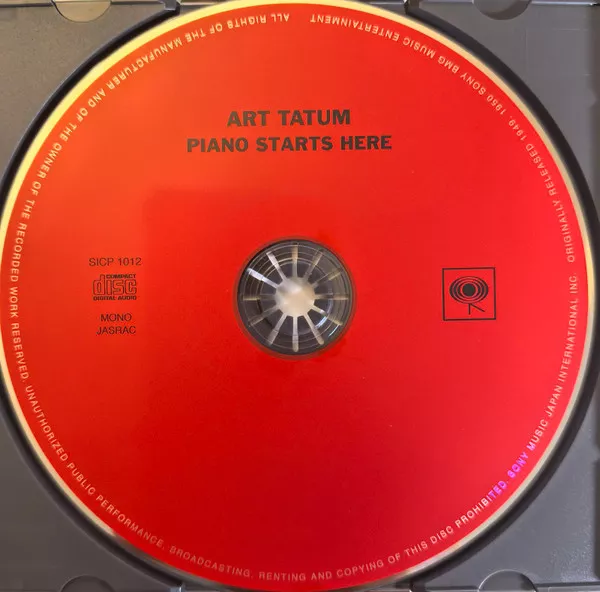 ART TATUM
PIANO STARTS HERE
SICP 1012
COMPACT
disc
DIGITAL AUDIO
MONO
JASRAC
ALL RIGHTS OF THE MANUFACTURER AND OF THE OWNER OF THE RECORDED WORK RESERVED. UNAUTHORIZED PUBLIC PERFORMANCE, BROADCASTING, RENTING AND COPYING OF THIS DISC PROHIBITED. SONY MUSIC JAPAN INTERNATIONAL INC ORIGINALLY RELEASED 1949, 1950 SONY BMG MUSIC ENTERTAINMENT